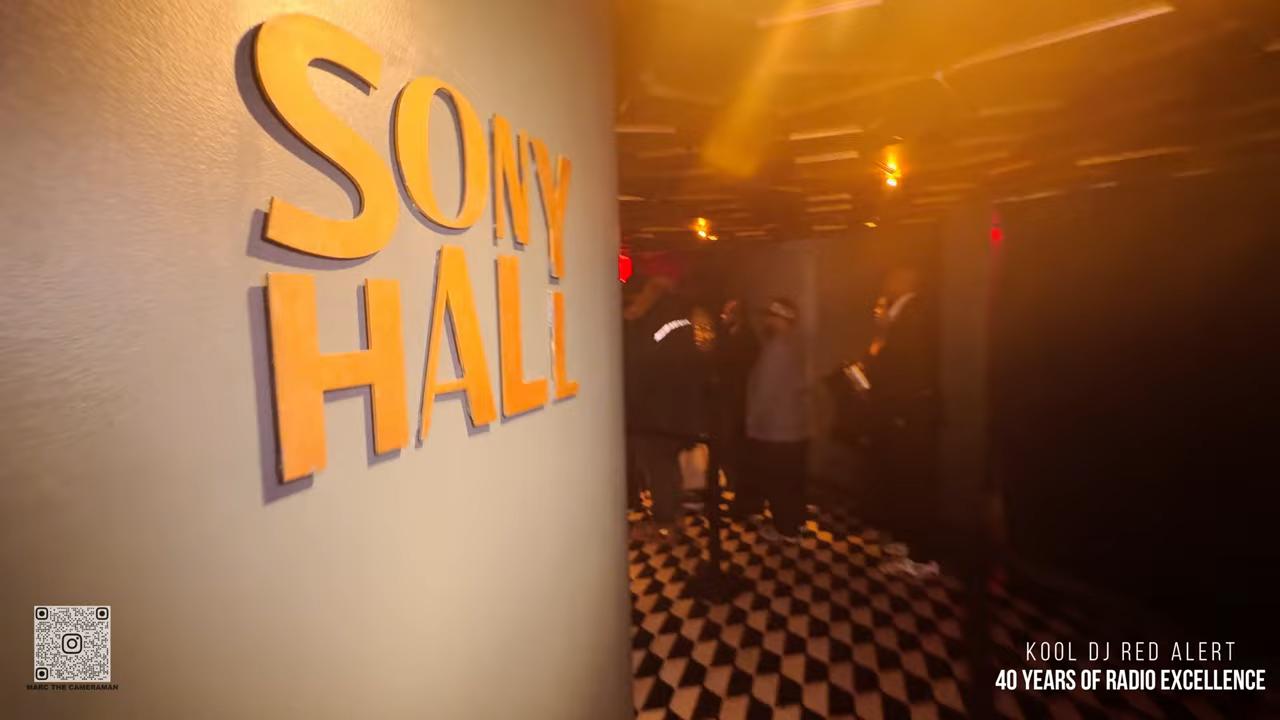 SONY
HALL
MARC THE CAMERAMAN
KOOL DJ RED ALERT
40 YEARS OF RADIO EXCELLENCE